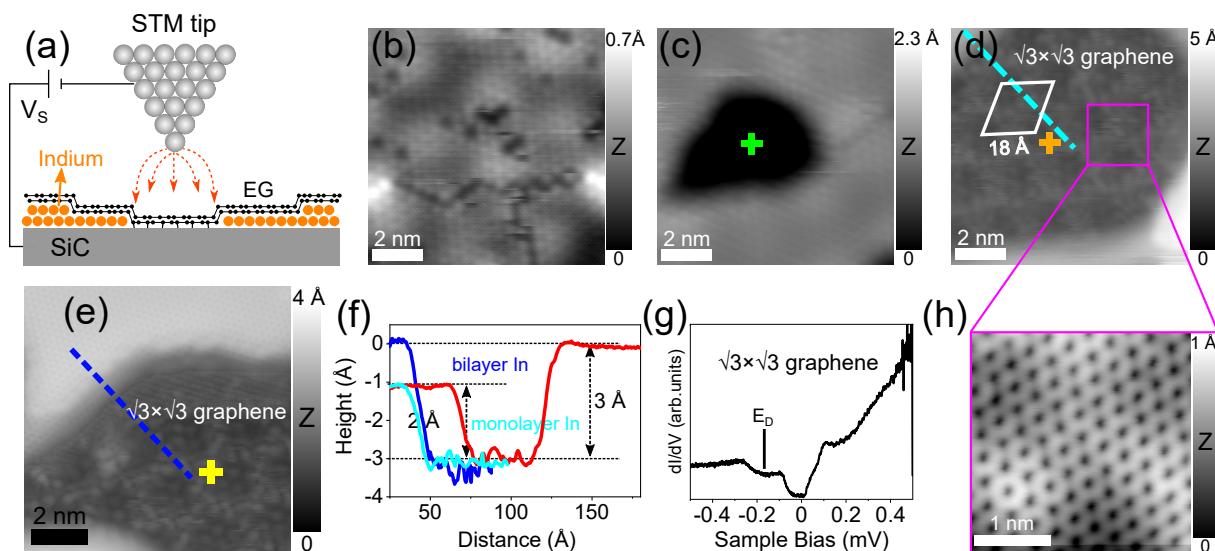 (a)
STM tip
V_S
Indium
EG
SiC
(b)
0.7Å
Z
0
2 nm
(c)
2.3 Å
Z
0
2 nm
(d)
√3×√3 graphene
18 Å
5 Å
Z
0
2 nm
(e)
4 Å
√3×√3 graphene
Z
0
2 nm
(f)
Height (Å)
0
-1
-2
-3
-4
bilayer In
2 Å
monolayer In
3 Å
50
100
150
Distance (Å)
(g)
dI/dV (arb.units)
√3×√3 graphene
E_D
-0.4
-0.2
0
0.2
0.4
Sample Bias (mV)
(h)
1 Å
Z
0
1 nm